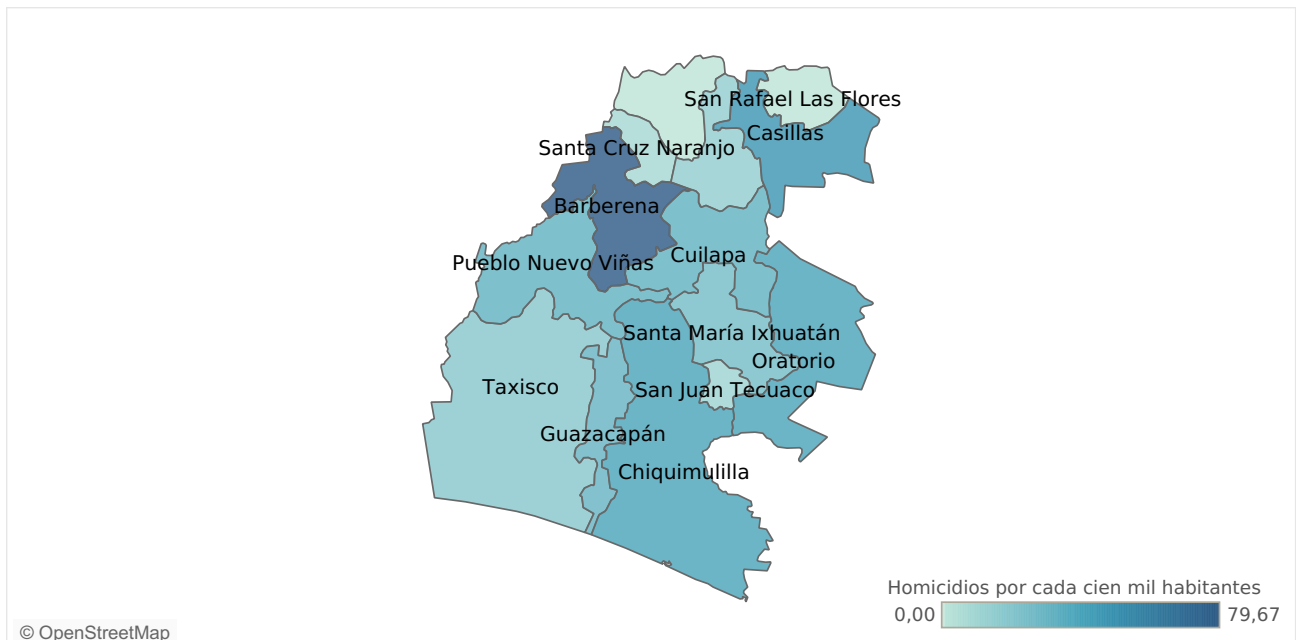 San Rafael Las Flores
Casillas
Santa Cruz Naranjo
Barberena
Cuilapa
Pueblo Nuevo Viñas
Santa María Ixhuatán
Oratorio
Taxisco
San Juan Tecuaco
Guazacapán
Chiquimulilla
Homicidios por cada cien mil habitantes
0,00 79,67
© OpenStreetMap